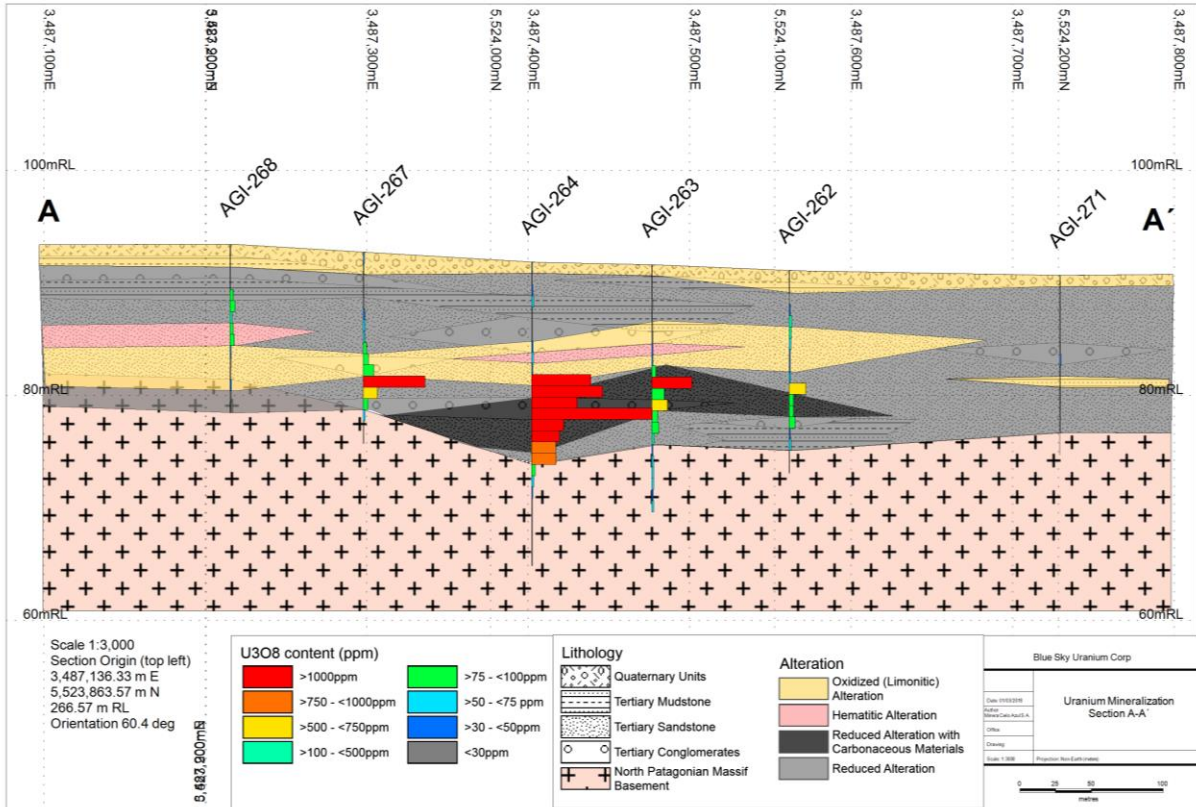 3,487,100mE
3,487,300mE
5,524,000mN
3,487,400mE
3,487,500mE
5,524,100mN
3,487,600mE
3,487,700mE
5,524,200mN
3,487,800mE
100mRL
100mRL
A
AGI-268
AGI-267
AGI-264
AGI-263
AGI-262
AGI-271
A´
80mRL
80mRL
60mRL
60mRL
Scale 1:3,000
Section Origin (top left)
3,487,136.33 m E
5,523,863.57 m N
266.57 m RL
Orientation 60.4 deg
U3O8 content (ppm)
>1000ppm
>750 - <1000ppm
>500 - <750ppm
>100 - <500ppm
>75 - <100ppm
>50 - <75 ppm
>30 - <50ppm
<30ppm
Lithology
Quaternary Units
Tertiary Mudstone
Tertiary Sandstone
Tertiary Conglomerates
North Patagonian Massif
Basement
Alteration
Oxidized (Limonitic)
Alteration
Hematitic Alteration
Reduced Alteration with
Carbonaceous Materials
Reduced Alteration
Blue Sky Uranium Corp
Uranium Mineralization
Section A-A´
Author
Office
Drawing
0 25 50 100
metres